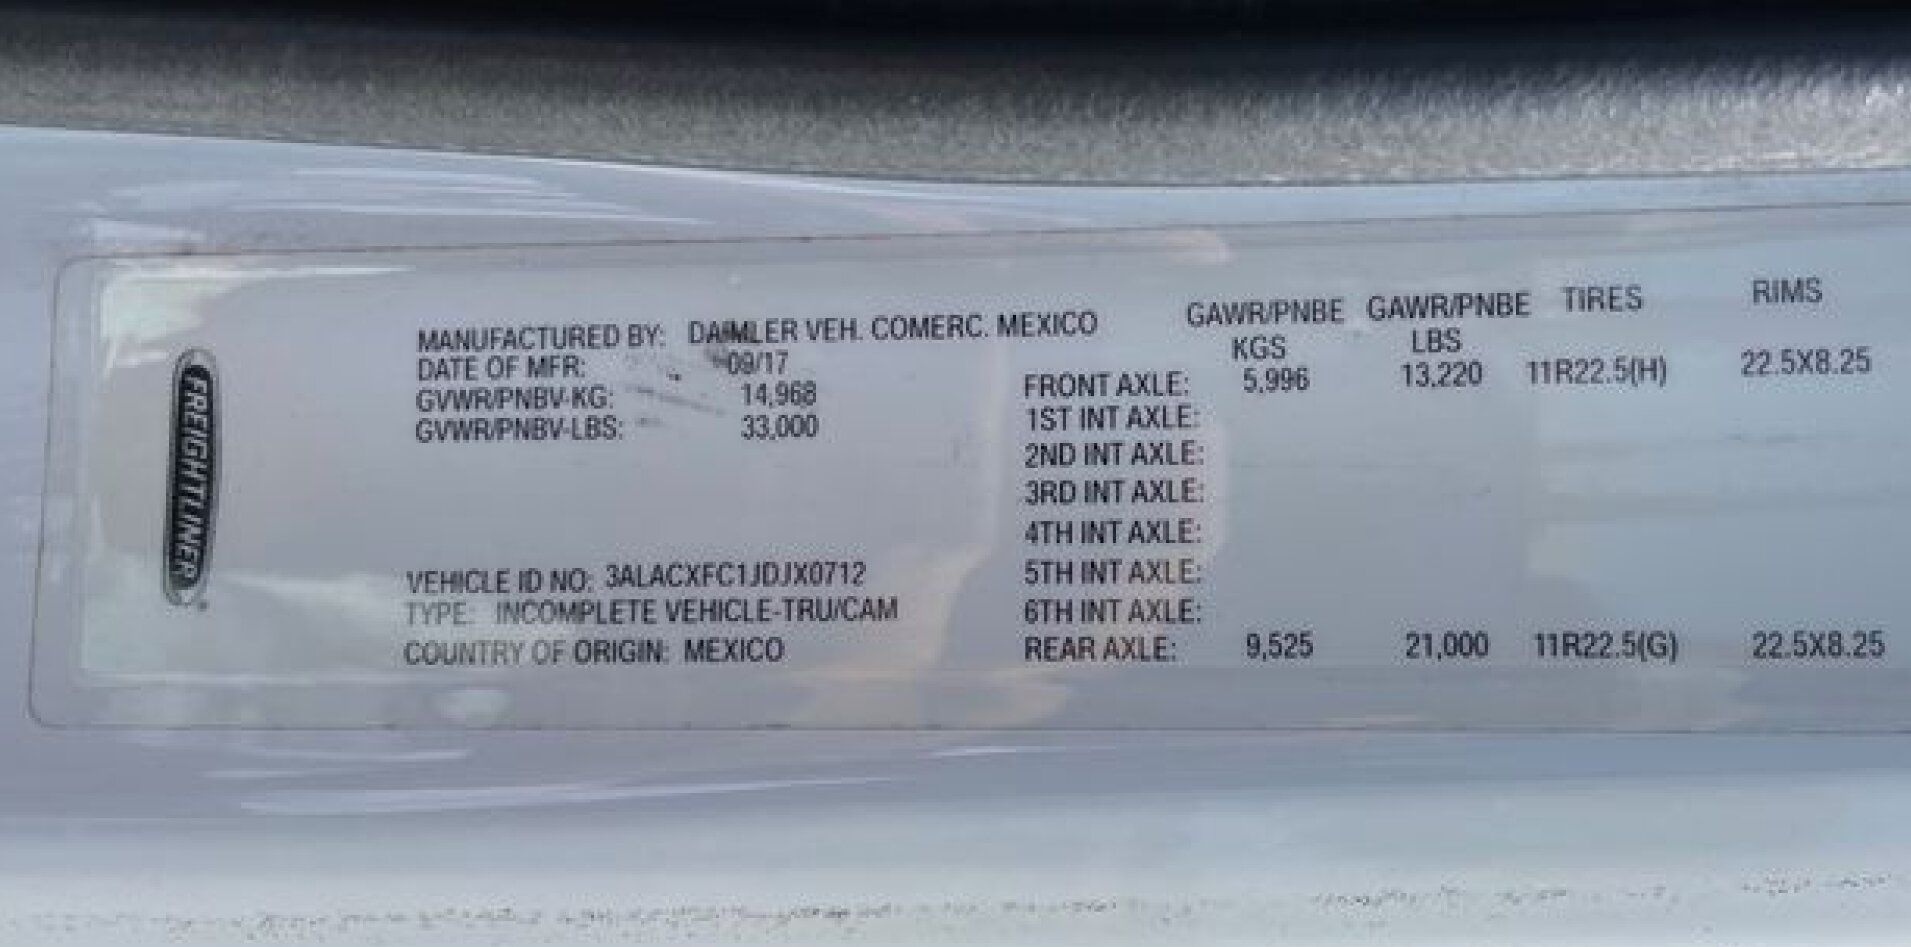 FREIGHTLINER
MANUFACTURED BY: DAIMLER VEH. COMERC. MEXICO
DATE OF MFR: 09/17
GVWR/PNBV-KG: 14,968
GVWR/PNBV-LBS: 33,000
VEHICLE ID NO: 3ALACXFC1JDJX0712
TYPE: INCOMPLETE VEHICLE-TRU/CAM
COUNTRY OF ORIGIN: MEXICO
GAWR/PNBE GAWR/PNBE TIRES RIMS
KGS LBS
FRONT AXLE: 5,996 13,220 11R22.5(H) 22.5X8.25
1ST INT AXLE:
2ND INT AXLE:
3RD INT AXLE:
4TH INT AXLE:
5TH INT AXLE:
6TH INT AXLE:
REAR AXLE: 9,525 21,000 11R22.5(G) 22.5X8.25